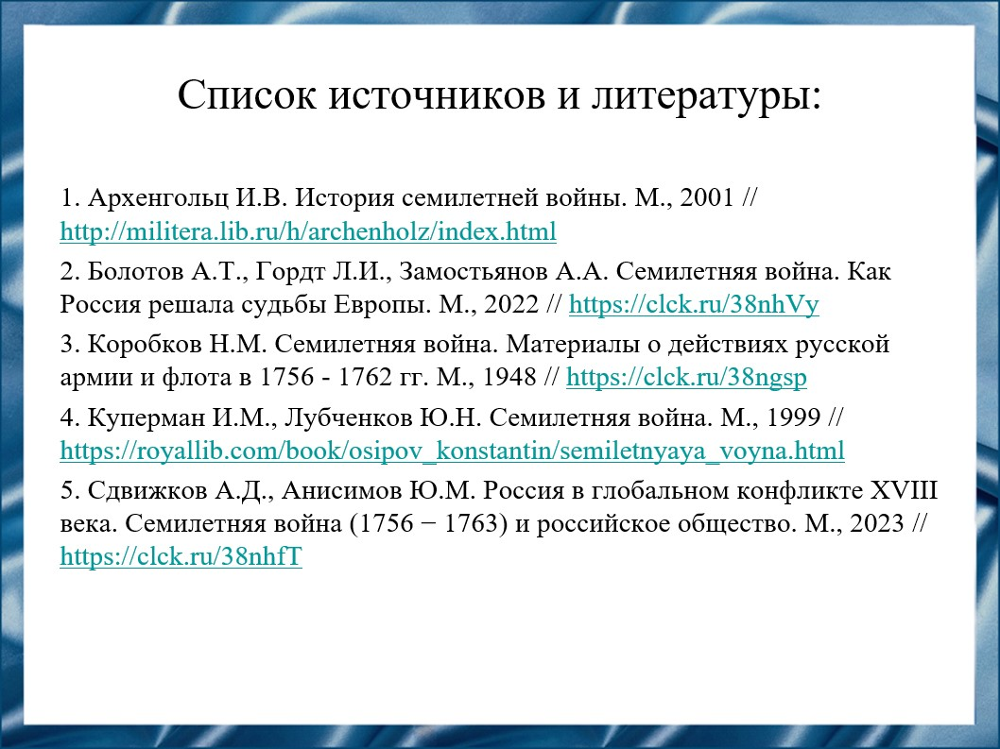 Список источников и литературы:
1. Архенгольц И.В. История семилетней войны. М., 2001 //
http://militera.lib.ru/h/archenholz/index.html
2. Болотов А.Т., Гордт Л.И., Замостьянов А.А. Семилетняя война. Как
Россия решала судьбы Европы. М., 2022 // https://clck.ru/38nhVy
3. Коробков Н.М. Семилетняя война. Материалы о действиях русской
армии и флота в 1756 - 1762 гг. М., 1948 // https://clck.ru/38ngsp
4. Куперман И.М., Лубченков Ю.Н. Семилетняя война. М., 1999 //
https://royallib.com/book/osipov_konstantin/semiletnyaya_voyna.html
5. Сдвижков А.Д., Анисимов Ю.М. Россия в глобальном конфликте XVIII
века. Семилетняя война (1756 − 1763) и российское общество. М., 2023 //
https://clck.ru/38nhfT